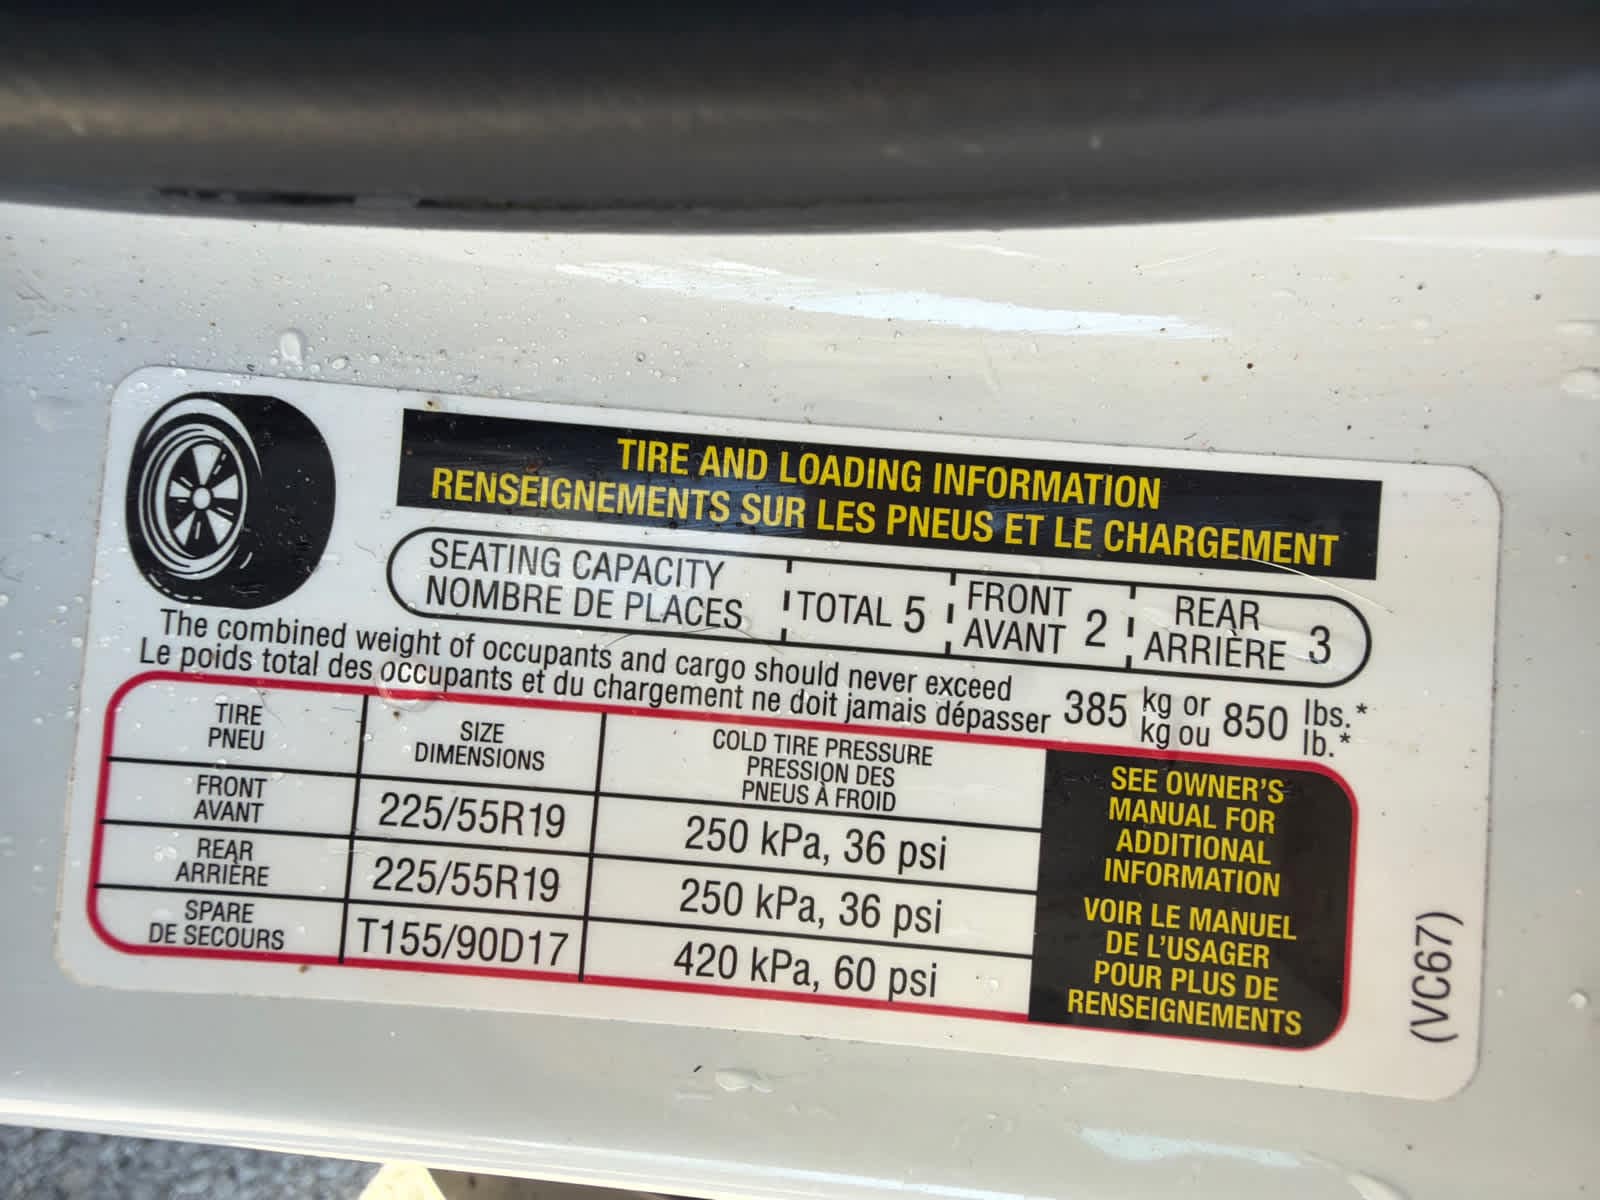 TIRE AND LOADING INFORMATION
RENSEIGNEMENTS SUR LES PNEUS ET LE CHARGEMENT
SEATING CAPACITY
NOMBRE DE PLACES
TOTAL 5
FRONT
AVANT 2
REAR
ARRIÈRE 3
The combined weight of occupants and cargo should never exceed
Le poids total des occupants et du chargement ne doit jamais dépasser
385 kg or 850 lbs.*
kg ou lb.*
TIRE
PNEU
SIZE
DIMENSIONS
COLD TIRE PRESSURE
PRESSION DES
PNEUS À FROID
FRONT
AVANT
225/55R19
250 kPa, 36 psi
REAR
ARRIÈRE
225/55R19
250 kPa, 36 psi
SPARE
DE SECOURS
T155/90D17
420 kPa, 60 psi
SEE OWNER'S
MANUAL FOR
ADDITIONAL
INFORMATION
VOIR LE MANUEL
DE L'USAGER
POUR PLUS DE
RENSEIGNEMENTS
(VC67)